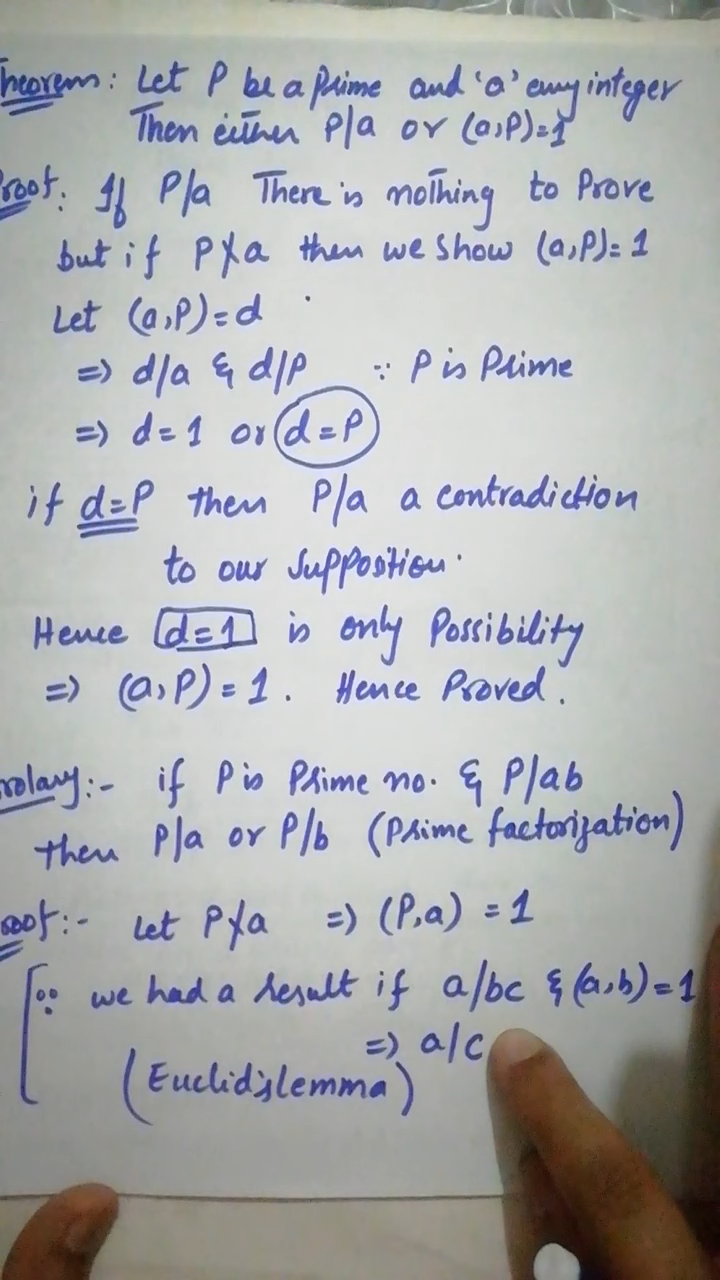 Theorem: Let P be a prime and 'a' any integer
Then either P/a or (a,P)=1
Proof: If P/a There is nothing to Prove
but if P∤a then we Show (a,P)= 1
Let (a,P)=d
=> d/a & d/P ∵ P is Prime
=> d=1 or d=P
if d=P then P/a a contradiction
to our Suppostion.
Hence d=1 is only Possibility
=> (a,P)=1. Hence Proved.
rolary:- if P is Prime no. & P/ab
then P/a or P/b (Prime factorization)
roof:- Let P∤a => (P,a) = 1
∵ we had a result if a/bc & (a,b)=1
=> a/c
(Euclid's lemma)